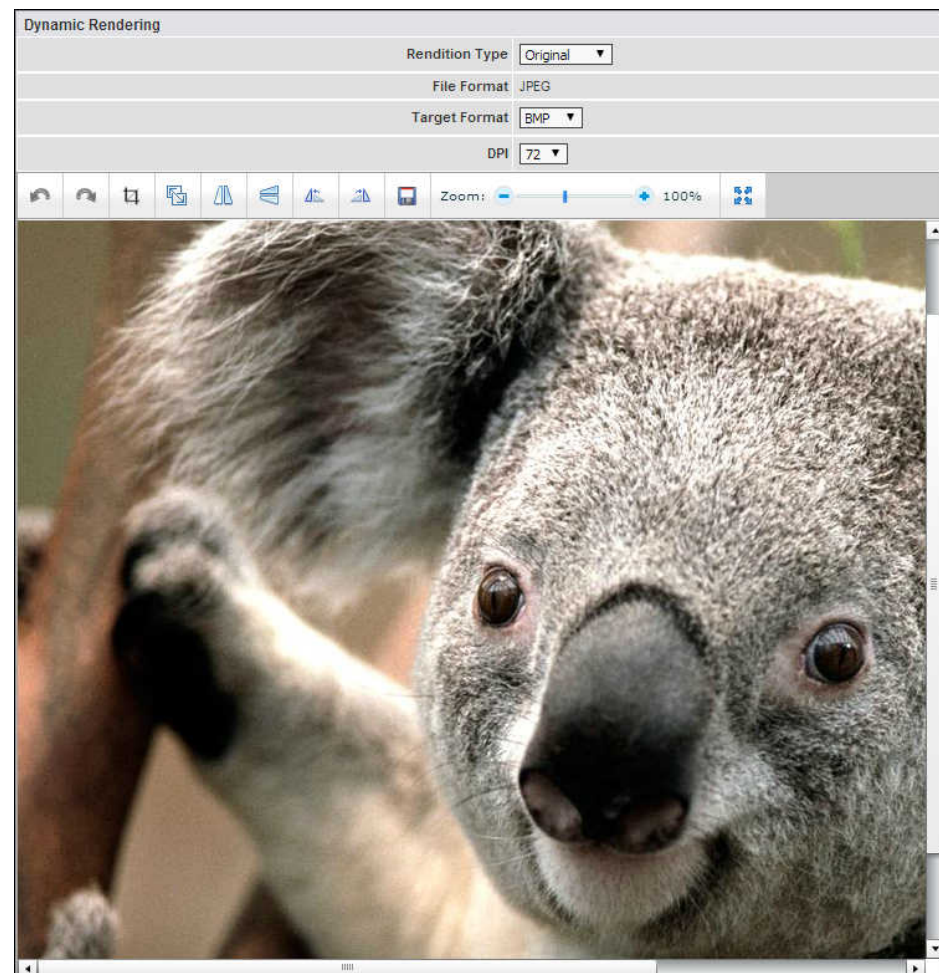 Dynamic Rendering
Rendition Type Original
File Format JPEG
Target Format BMP
DPI 72
Zoom: 100%